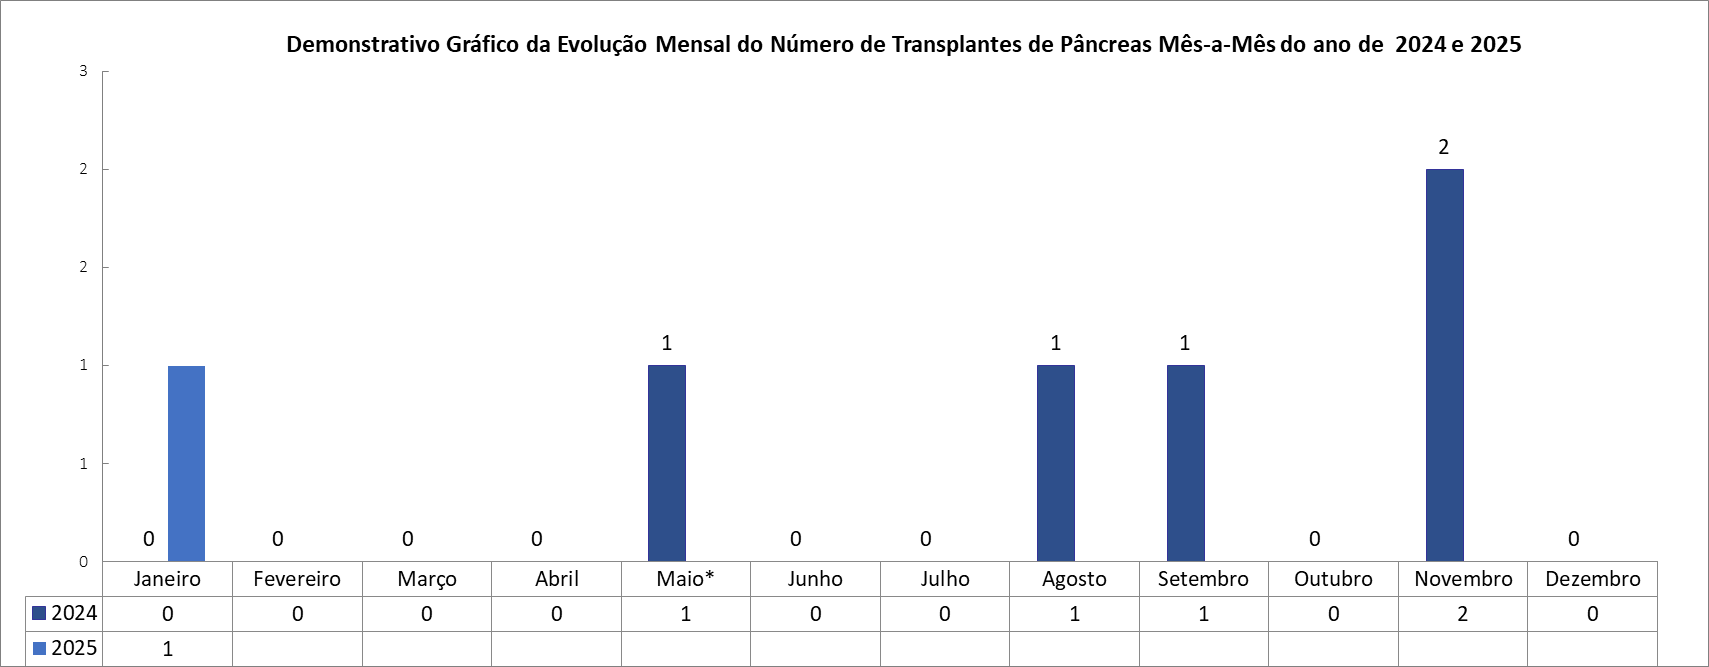 Demonstrativo Gráfico da Evolução Mensal do Número de Transplantes de Pâncreas Mês-a-Mês do ano de 2024 e 2025
3
2
2
1
1
0
0 0 0 0 1 0 0 1 1 0 2 0
Janeiro Fevereiro Março Abril Maio* Junho Julho Agosto Setembro Outubro Novembro Dezembro
2024 0 0 0 0 1 0 0 1 1 0 2 0
2025 1